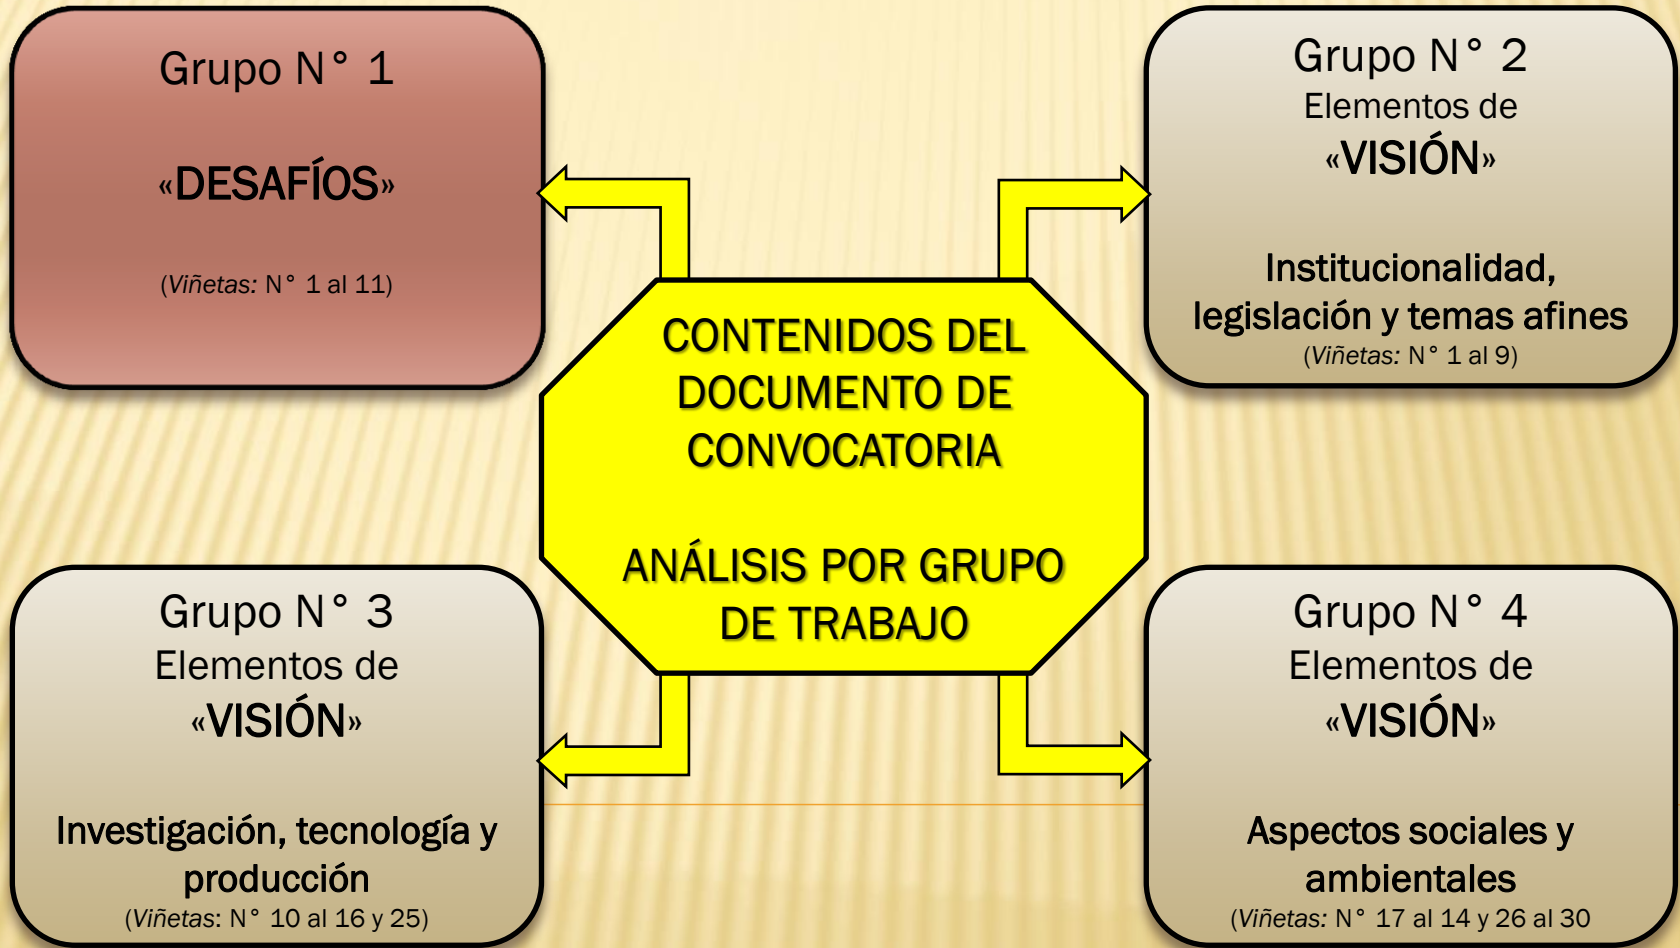 Grupo N° 1
«DESAFÍOS»
(Viñetas: N° 1 al 11)
Grupo N° 2
Elementos de
«VISIÓN»
Institucionalidad,
legislación y temas afines
(Viñetas: N° 1 al 9)
CONTENIDOS DEL
DOCUMENTO DE
CONVOCATORIA
ANÁLISIS POR GRUPO
DE TRABAJO
Grupo N° 3
Elementos de
«VISIÓN»
Investigación, tecnología y
producción
(Viñetas: N° 10 al 16 y 25)
Grupo N° 4
Elementos de
«VISIÓN»
Aspectos sociales y
ambientales
(Viñetas: N° 17 al 14 y 26 al 30